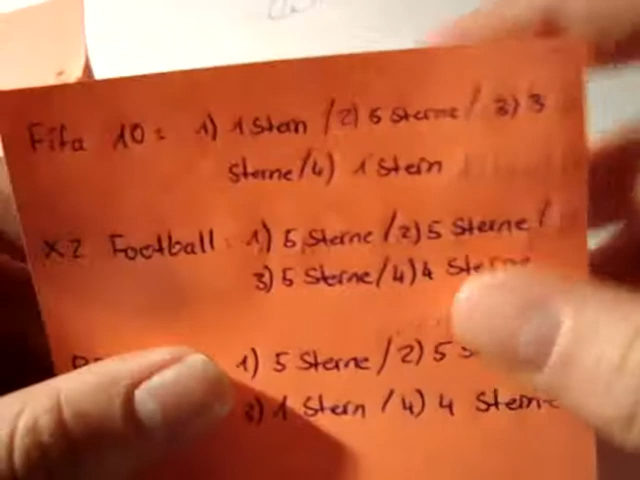 Fifa 10: 1) 1 Stern / 2) 5 Sterne / 3) 3
Sterne / 4) 1 Stern
X2 Football: 1) 5 Sterne / 2) 5 Sterne /
3) 5 Sterne / 4) 4 Sterne
1) 5 Sterne / 2) 5
3) 1 Stern / 4) 4 Sterne